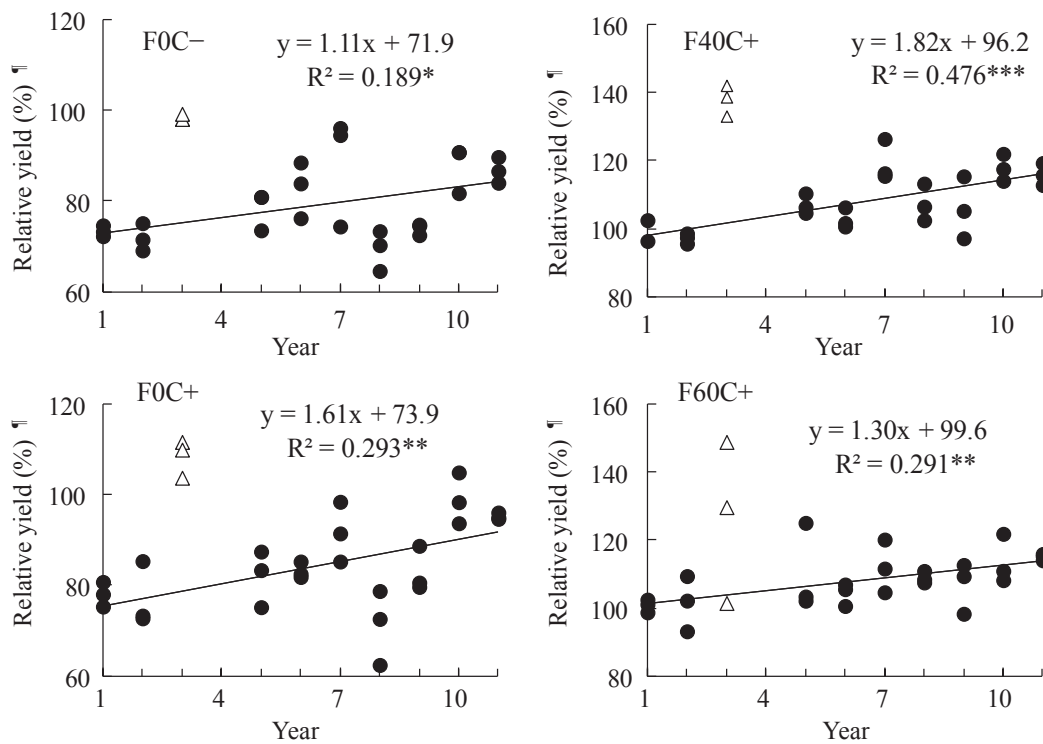 F0C−
y = 1.11x + 71.9
R² = 0.189*
Relative yield (%) ¶
120
100
80
60
1
4
7
10
Year
F40C+
y = 1.82x + 96.2
R² = 0.476***
Relative yield (%) ¶
160
140
120
100
80
1
4
7
10
Year
F0C+
y = 1.61x + 73.9
R² = 0.293**
Relative yield (%) ¶
120
100
80
60
1
4
7
10
Year
F60C+
y = 1.30x + 99.6
R² = 0.291**
Relative yield (%) ¶
160
140
120
100
80
1
4
7
10
Year